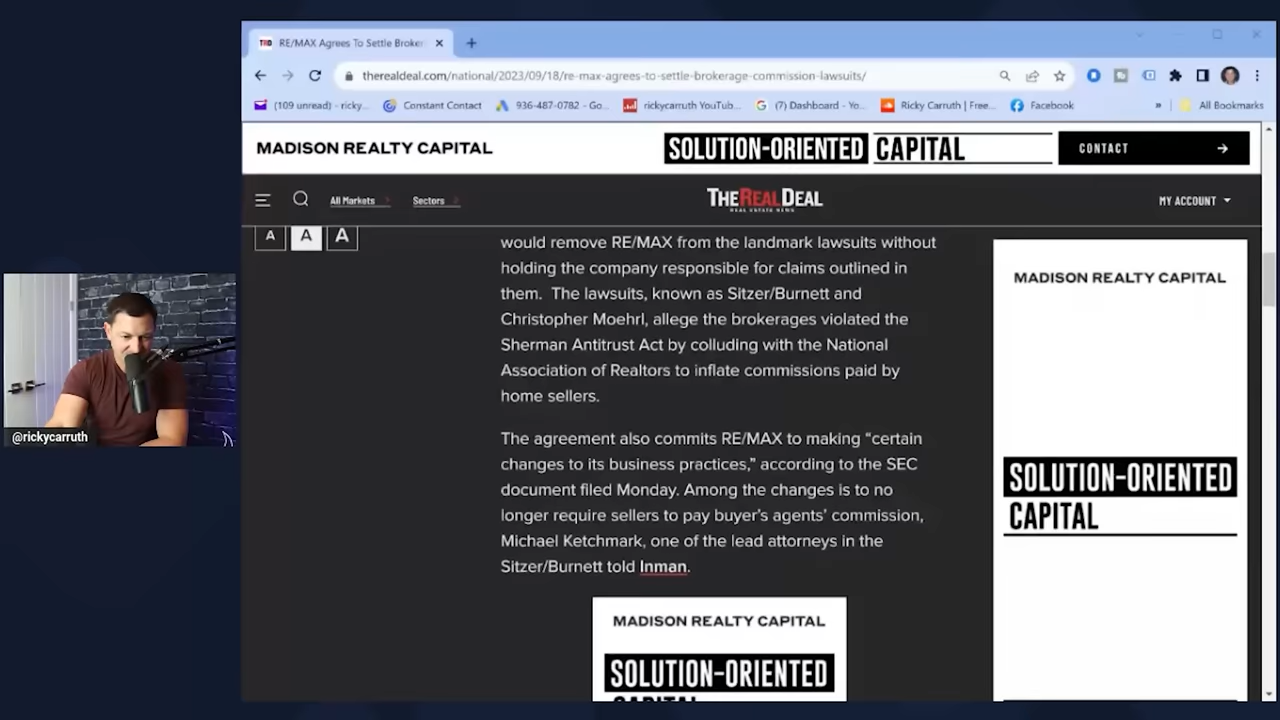 RE/MAX Agrees To Settle Broker
therealdeal.com/national/2023/09/18/re-max-agrees-to-settle-brokerage-commission-lawsuits/
(109 unread) - ricky... Constant Contact 936-487-0782 - Go... rickycarruth YouTub... (7) Dashboard - Yo... Ricky Carruth | Free... Facebook » All Bookmarks
MADISON REALTY CAPITAL SOLUTION-ORIENTED CAPITAL CONTACT →
All Markets Sectors THEREALDEAL MY ACCOUNT
REAL ESTATE NEWS
A A A
would remove RE/MAX from the landmark lawsuits without
holding the company responsible for claims outlined in
them. The lawsuits, known as Sitzer/Burnett and
Christopher Moehrl, allege the brokerages violated the
Sherman Antitrust Act by colluding with the National
Association of Realtors to inflate commissions paid by
home sellers.
The agreement also commits RE/MAX to making “certain
changes to its business practices,” according to the SEC
document filed Monday. Among the changes is to no
longer require sellers to pay buyer’s agents’ commission,
Michael Ketchmark, one of the lead attorneys in the
Sitzer/Burnett told Inman.
MADISON REALTY CAPITAL
SOLUTION-ORIENTED
CAPITAL
MADISON REALTY CAPITAL
SOLUTION-ORIENTED
CAPITAL
@rickycarruth